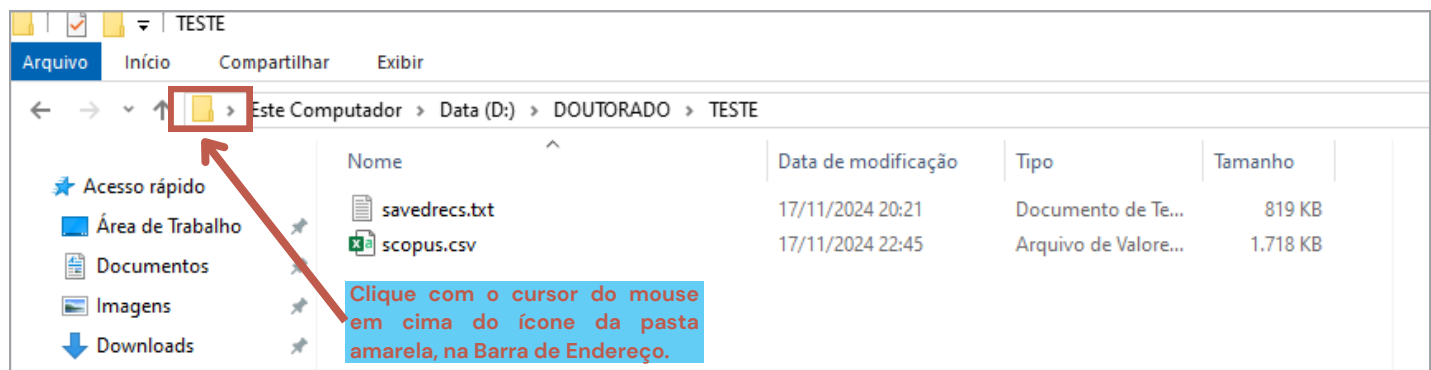 TESTE
Arquivo Início Compartilhar Exibir
Este Computador > Data (D:) > DOUTORADO > TESTE
Nome Data de modificação Tipo Tamanho
Acesso rápido
Área de Trabalho
Documentos
Imagens
Downloads
savedrecs.txt 17/11/2024 20:21 Documento de Te... 819 KB
scopus.csv 17/11/2024 22:45 Arquivo de Valore... 1.718 KB
Clique com o cursor do mouse
em cima do ícone da pasta
amarela, na Barra de Endereço.